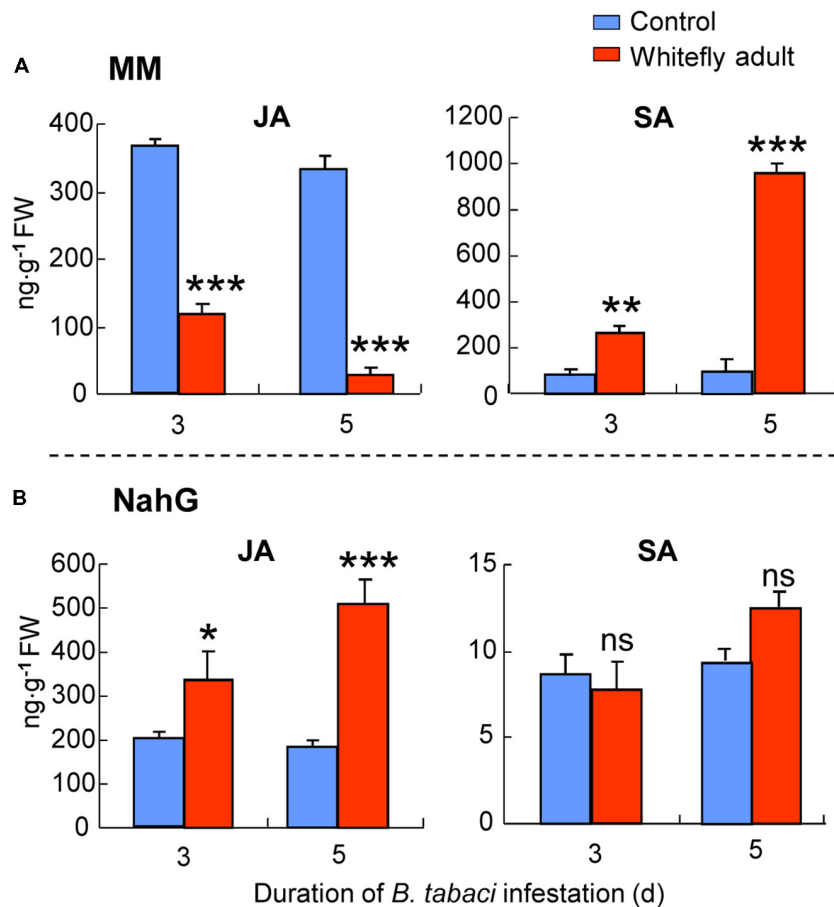 Control
Whitefly adult
A
MM
JA
SA
ng·g⁻¹ FW
400
300
200
100
0
***
***
3
5
1200
1000
800
600
400
200
0
**
***
3
5
B
NahG
JA
SA
ng·g⁻¹ FW
600
500
400
300
200
100
0
*
***
3
5
15
10
5
0
ns
ns
3
5
Duration of B. tabaci infestation (d)